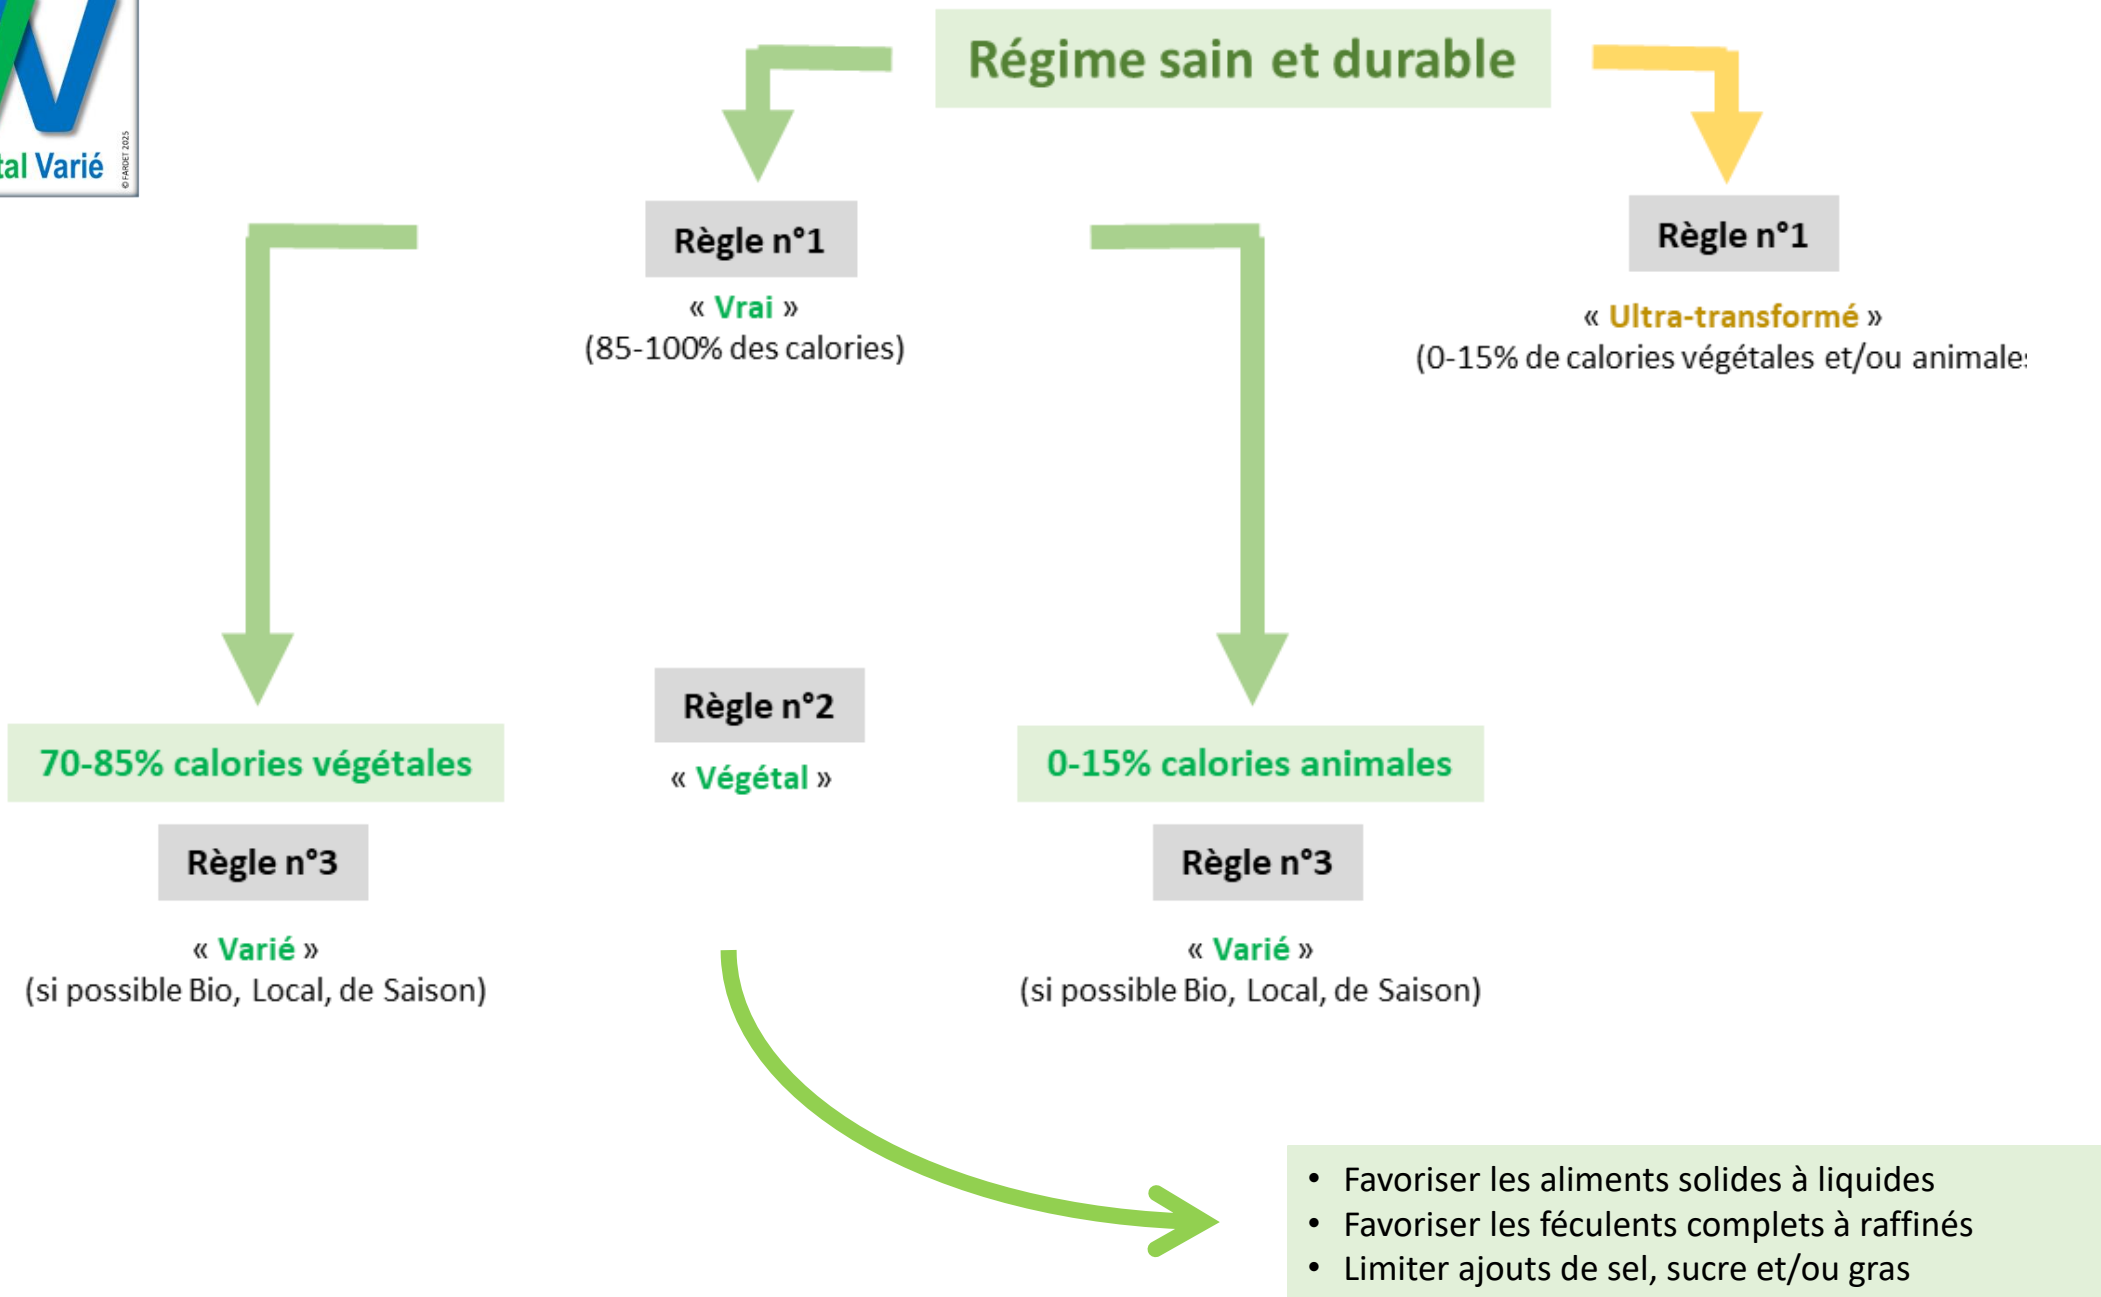 Varié
© FARDET 2025
Régime sain et durable
Règle n°1
« Vrai »
(85-100% des calories)
Règle n°1
« Ultra-transformé »
(0-15% de calories végétales et/ou
70-85% calories végétales
Règle n°2
« Végétal »
0-15% calories animales
Règle n°3
« Varié »
(si possible Bio, Local, de Saison)
Règle n°3
« Varié »
(si possible Bio, Local, de Saison)
• Favoriser les aliments solides à liquides
• Favoriser les féculents complets à raffinés
• Limiter ajouts de sel, sucre et/ou gras